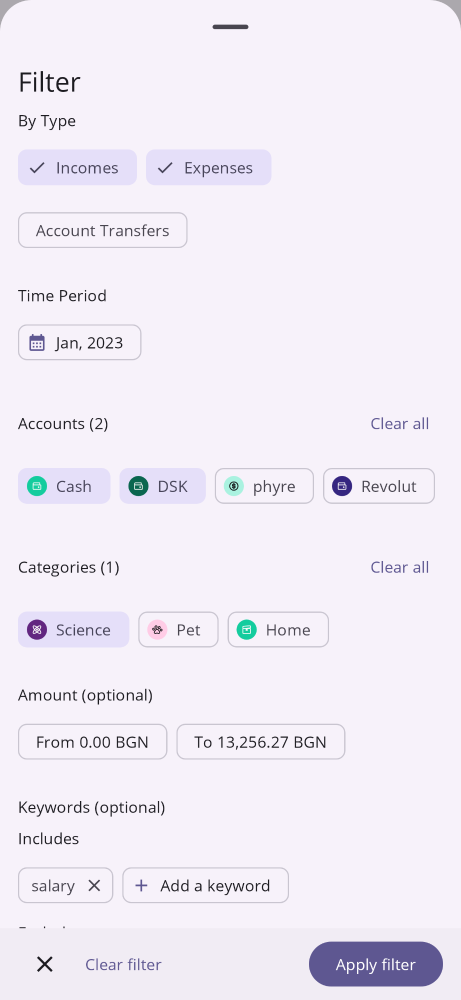 Filter
By Type
Incomes
Expenses
Account Transfers
Time Period
Jan, 2023
Accounts (2)
Clear all
Cash
DSK
phyre
Revolut
Categories (1)
Clear all
Science
Pet
Home
Amount (optional)
From 0.00 BGN
To 13,256.27 BGN
Keywords (optional)
Includes
salary
Add a keyword
Clear filter
Apply filter